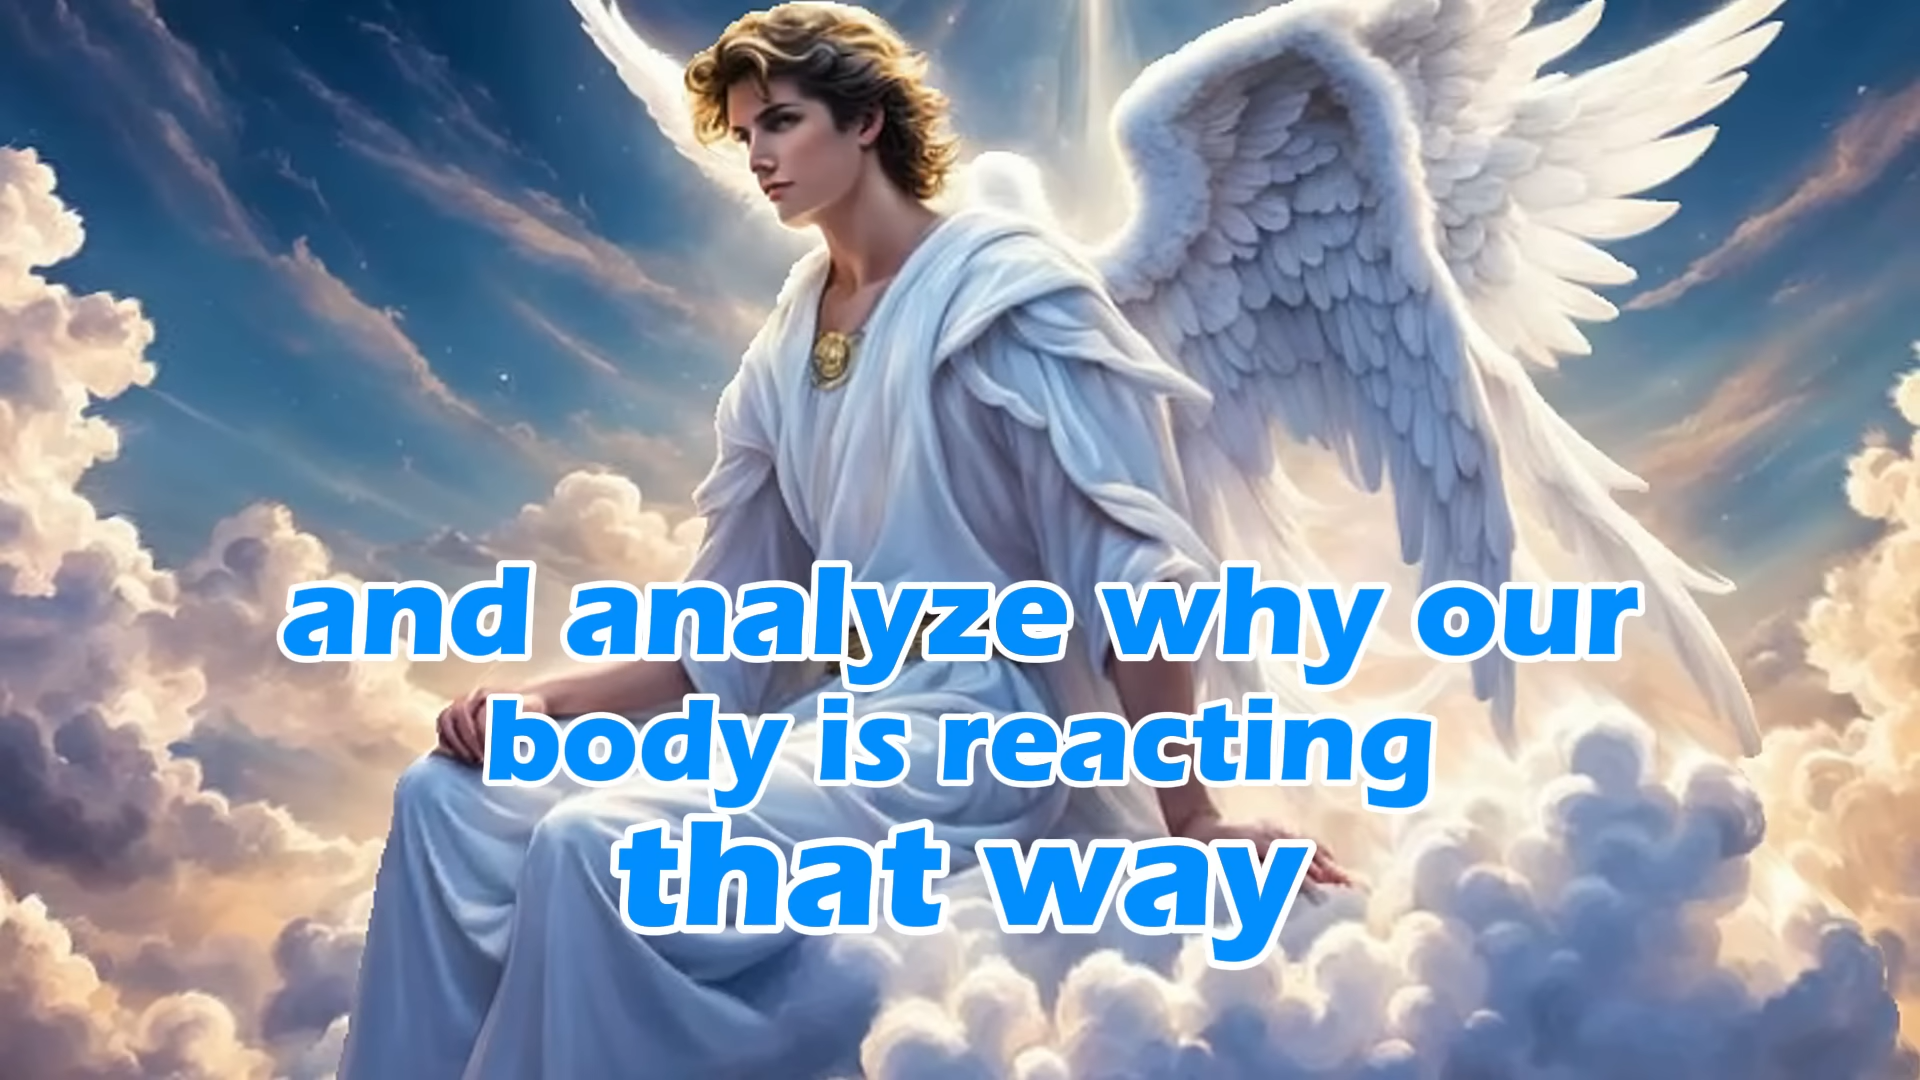 and analyze why our
body is reacting
that way